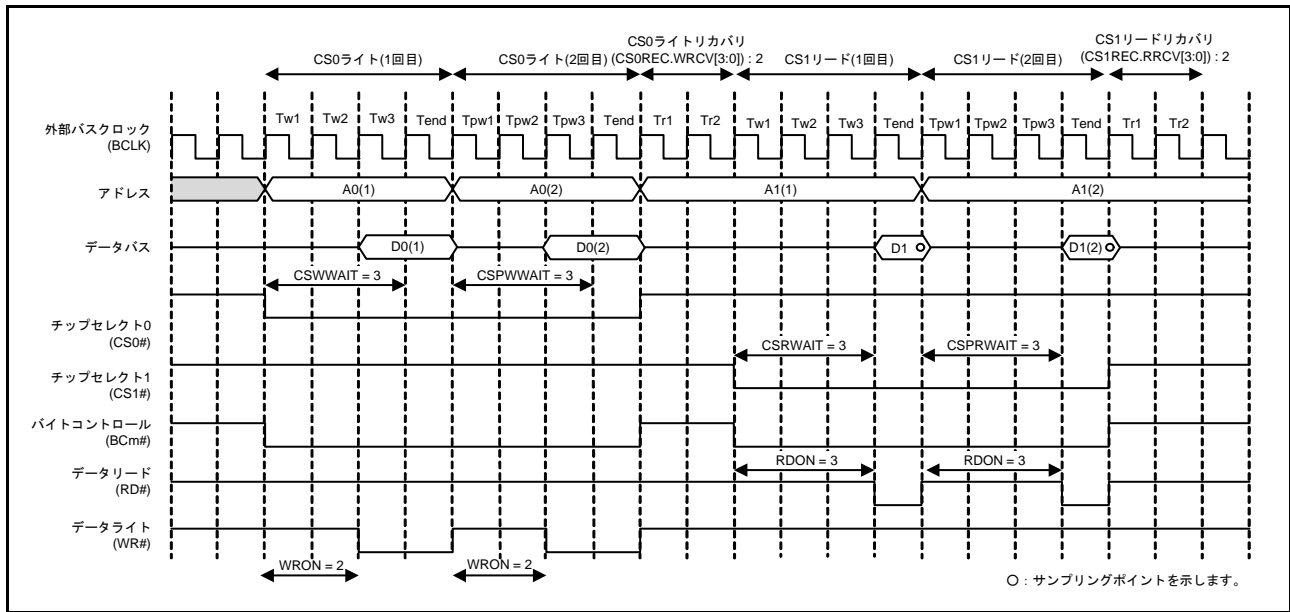 CS0ライト(1回目)
CS0ライト(2回目)
CS0ライトリカバリ
(CS0REC.WRCV[3:0]) : 2
CS1リード(1回目)
CS1リード(2回目)
CS1リードリカバリ
(CS1REC.RRCV[3:0]) : 2
Tw1 Tw2 Tw3 Tend Tpw1 Tpw2 Tpw3 Tend Tr1 Tr2 Tw1 Tw2 Tw3 Tend Tpw1 Tpw2 Tpw3 Tend Tr1 Tr2
外部バスクロック
(BCLK)
アドレス
A0(1) A0(2) A1(1) A1(2)
データバス
D0(1) D0(2) D1 D1(2)
CSWWAIT = 3 CSPWWAIT = 3
チップセレクト0
(CS0#)
CSRWAIT = 3 CSPRWAIT = 3
チップセレクト1
(CS1#)
バイトコントロール
(BCm#)
RDON = 3 RDON = 3
データリード
(RD#)
データライト
(WR#)
WRON = 2 WRON = 2
○ : サンプリングポイントを示します。